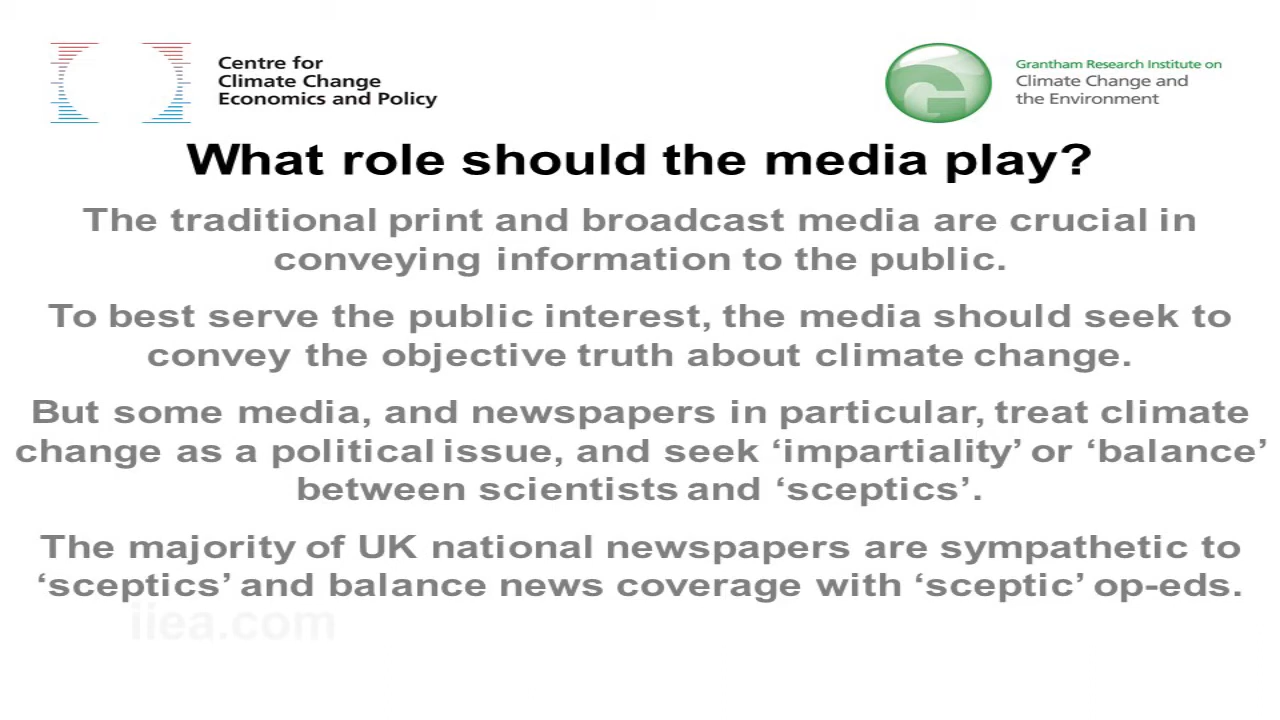 Centre for
Climate Change
Economics and Policy
Grantham Research Institute on
Climate Change and
the Environment
What role should the media play?
The traditional print and broadcast media are crucial in
conveying information to the public.
To best serve the public interest, the media should seek to
convey the objective truth about climate change.
But some media, and newspapers in particular, treat climate
change as a political issue, and seek ‘impartiality’ or ‘balance’
between scientists and ‘sceptics’.
The majority of UK national newspapers are sympathetic to
‘sceptics’ and balance news coverage with ‘sceptic’ op-eds.
iiea.com